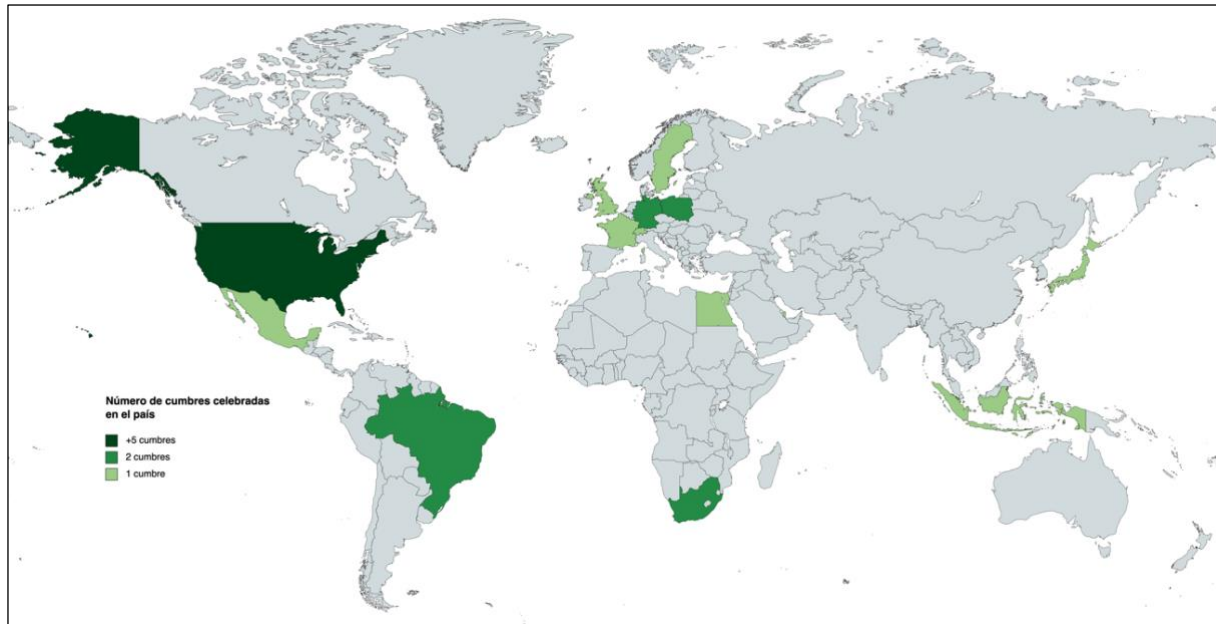 Número de cumbres celebradas
en el país
+5 cumbres
2 cumbres
1 cumbre